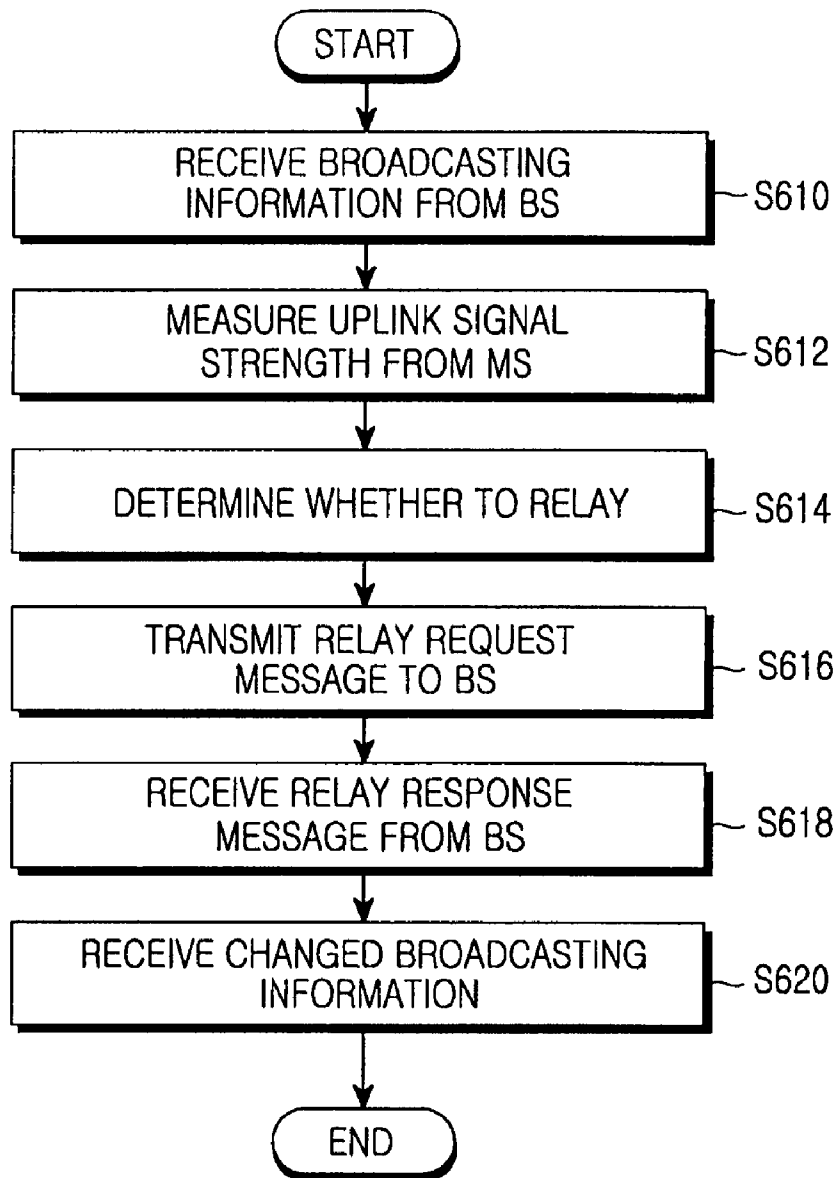 START
RECEIVE BROADCASTING
INFORMATION FROM BS
S610
MEASURE UPLINK SIGNAL
STRENGTH FROM MS
S612
DETERMINE WHETHER TO RELAY
S614
TRANSMIT RELAY REQUEST
MESSAGE TO BS
S616
RECEIVE RELAY RESPONSE
MESSAGE FROM BS
S618
RECEIVE CHANGED BROADCASTING
INFORMATION
S620
END